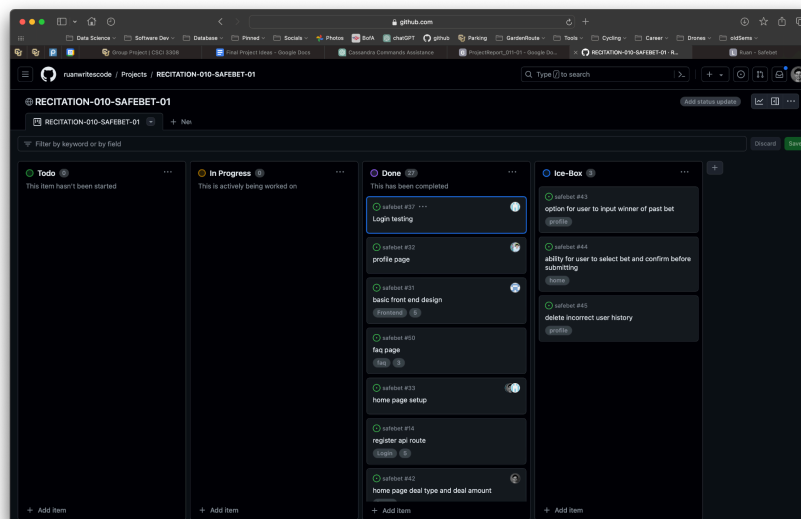 github.com
Data Science
Software Dev
Database
Pinned
Socials
Photos
BofA
chatGPT
github
Parking
GardenRoute
Tools
Cycling
Career
Drones
oldSems
Group Project | CSCI 3308
Final Project Ideas - Google Docs
Cassandra Commands Assistance
ProjectReport_011-01 - Google Do...
RECITATION-010-SAFEBET-01 · R...
Ruan - Safebet
ruanwritescode / Projects / RECITATION-010-SAFEBET-01
Type / to search
RECITATION-010-SAFEBET-01
Add status update
RECITATION-010-SAFEBET-01
+ Nev
Filter by keyword or by field
Discard
Save
Todo 0
This item hasn't been started
+ Add item
In Progress 0
This is actively being worked on
+ Add item
Done 27
This has been completed
safebet #37
Login testing
safebet #32
profile page
safebet #31
basic front end design
Frontend 5
safebet #50
faq page
faq 3
safebet #33
home page setup
safebet #14
register api route
Login 5
safebet #42
home page deal type and deal amount
+ Add item
Ice-Box 3
safebet #43
option for user to input winner of past bet
profile
safebet #44
ability for user to select bet and confirm before
submitting
home
safebet #45
delete incorrect user history
profile
+ Add item